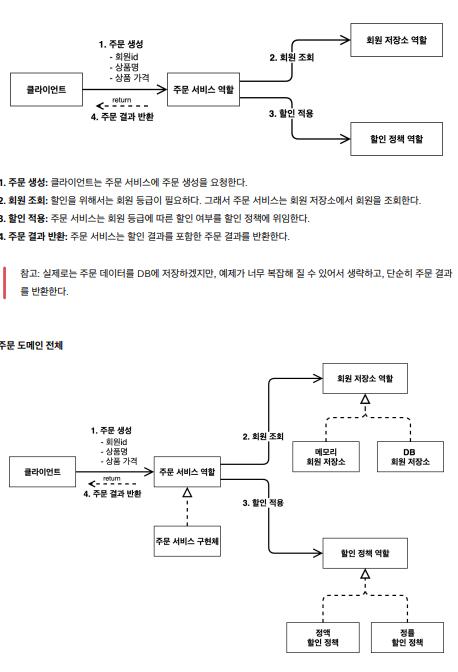 1. 주문 생성
- 회원id
- 상품명
- 상품 가격
회원 저장소 역할
2. 회원 조회
클라이언트
주문 서비스 역할
return
4. 주문 결과 반환
3. 할인 적용
할인 정책 역할
1. 주문 생성: 클라이언트는 주문 서비스에 주문 생성을 요청한다.
2. 회원 조회: 할인을 위해서는 회원 등급이 필요하다. 그래서 주문 서비스는 회원 저장소에서 회원을 조회한다.
3. 할인 적용: 주문 서비스는 회원 등급에 따른 할인 여부를 할인 정책에 위임한다.
4. 주문 결과 반환: 주문 서비스는 할인 결과를 포함한 주문 결과를 반환한다.
참고: 실제로는 주문 데이터를 DB에 저장하겠지만, 예제가 너무 복잡해 질 수 있어서 생략하고, 단순히 주문 결과
를 반환한다.
주문 도메인 전체
회원 저장소 역할
1. 주문 생성
- 회원id
- 상품명
- 상품 가격
2. 회원 조회
메모리
회원 저장소
DB
회원 저장소
클라이언트
주문 서비스 역할
return
4. 주문 결과 반환
3. 할인 적용
주문 서비스 구현체
할인 정책 역할
정액
할인 정책
정률
할인 정책